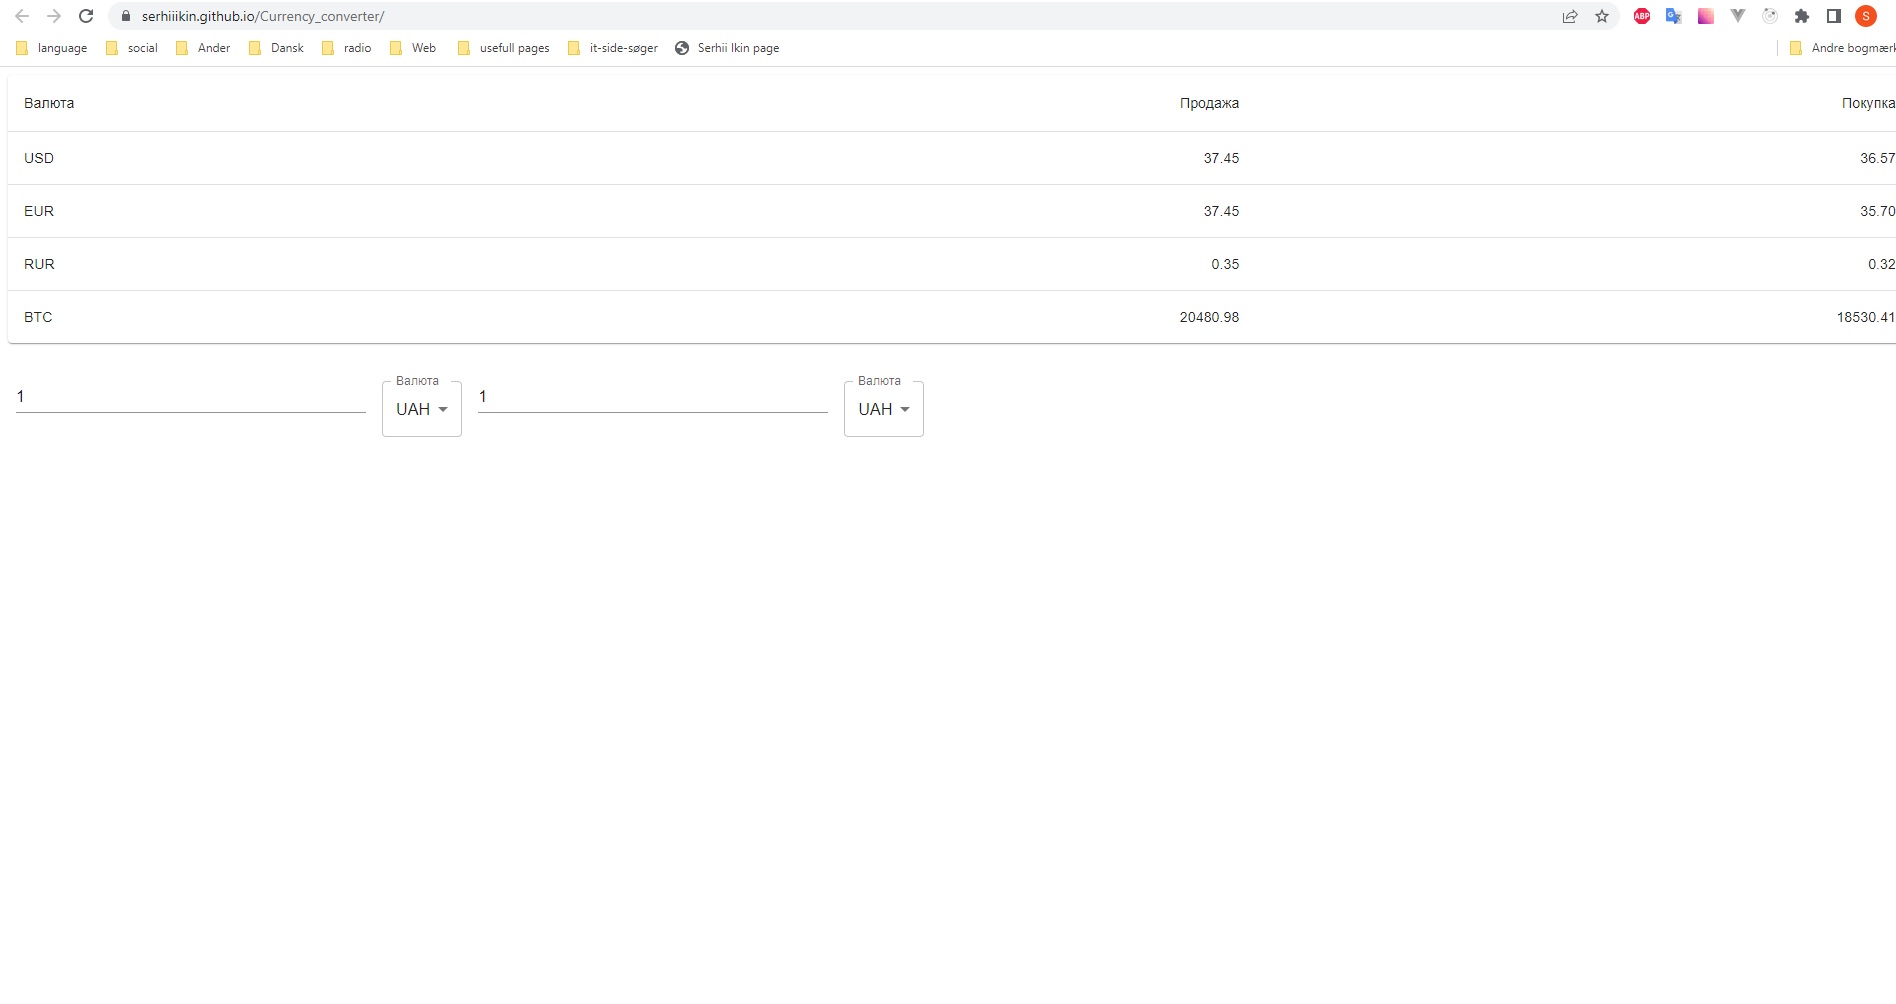 serhiiikin.github.io/Currency_converter/
ABP
G
S
language social Ander Dansk radio Web usefull pages it-side-søger Serhii Ikin page Andre bogmærk
Валюта Продажа Покупка
USD 37.45 36.57
EUR 37.45 35.70
RUR 0.35 0.32
BTC 20480.98 18530.41
Валюта Валюта
1 UAH 1 UAH